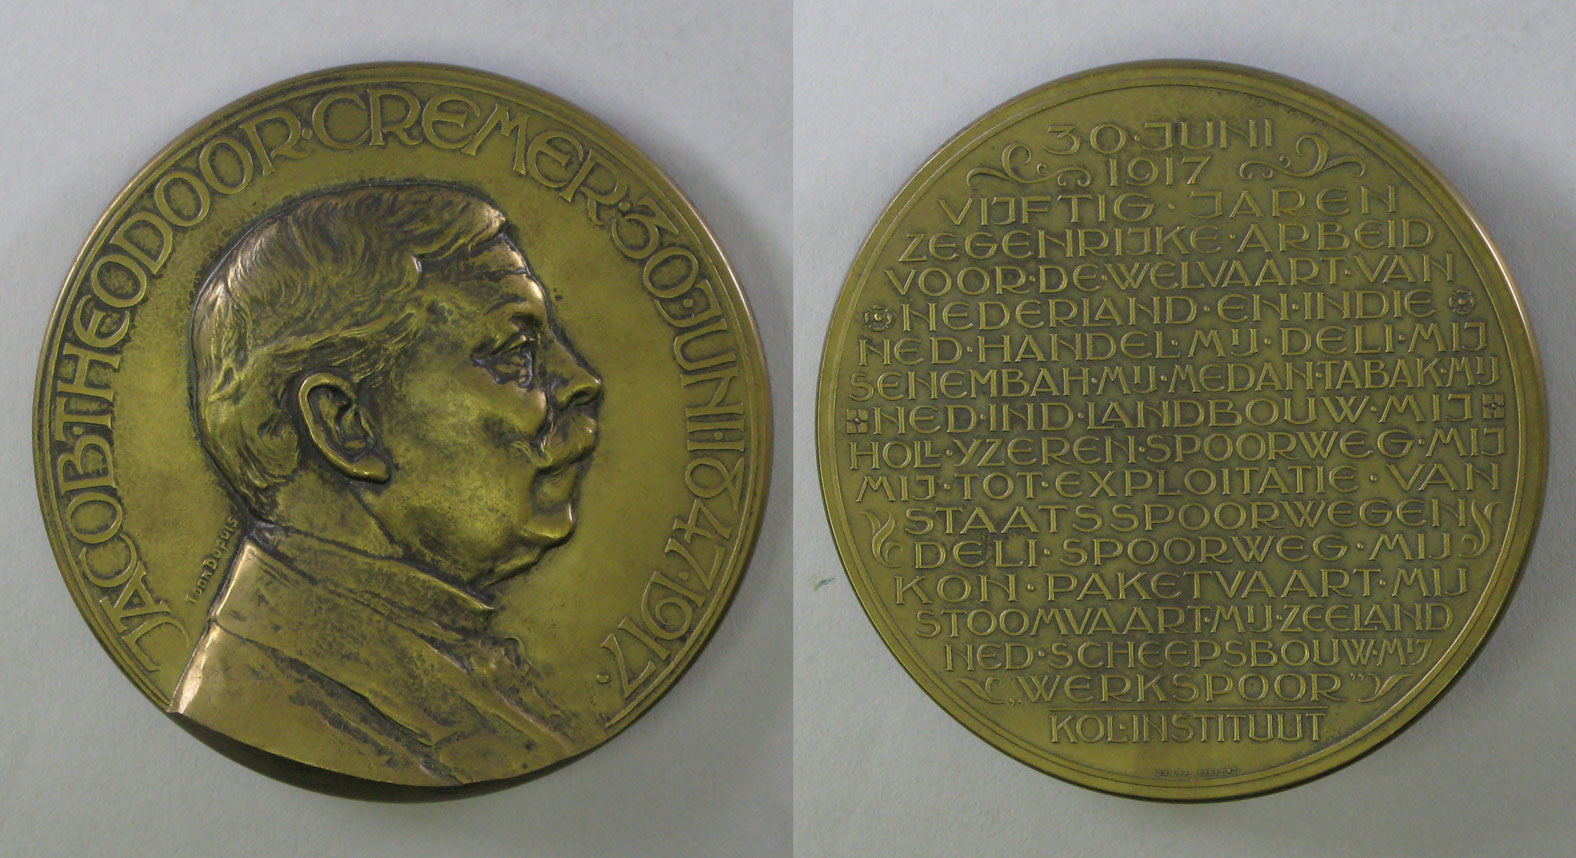 JACOB·THEODOOR·CREMER·30·JUNI·1847·1917·
TOON DUPUIS
30·JUNI
1917
VIJFTIG·JAREN
ZEGENRIJKE·ARBEID
VOOR·DE·WELVAART·VAN
NEDERLAND·EN·INDIE
NED·HANDEL·MIJ·DELI·MIJ
SENEMBAH·MIJ·MEDAN·TABAK·MIJ
NED·IND·LANDBOUW·MIJ
HOLL·YZEREN·SPOORWEG·MIJ
MIJ·TOT·EXPLOITATIE·VAN
STAATSSPOORWEGEN
DELI·SPOORWEG·MIJ
KON·PAKETVAART·MIJ
STOOMVAART·MIJ·ZEELAND
NED·SCHEEPSBOUW·MIJ
„WERKSPOOR”
KOL·INSTITUUT